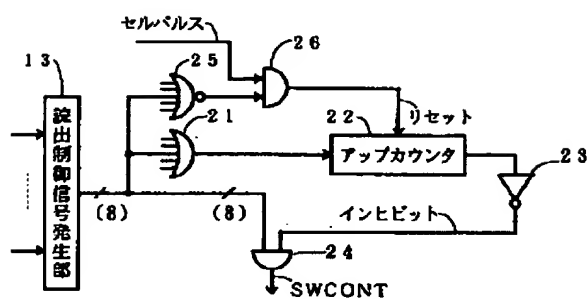 セルパルス
26
13
25
リセット
21
22
アップカウンタ
23
読出制御信号発生部
(8)
(8)
インヒビット
24
SWCONT